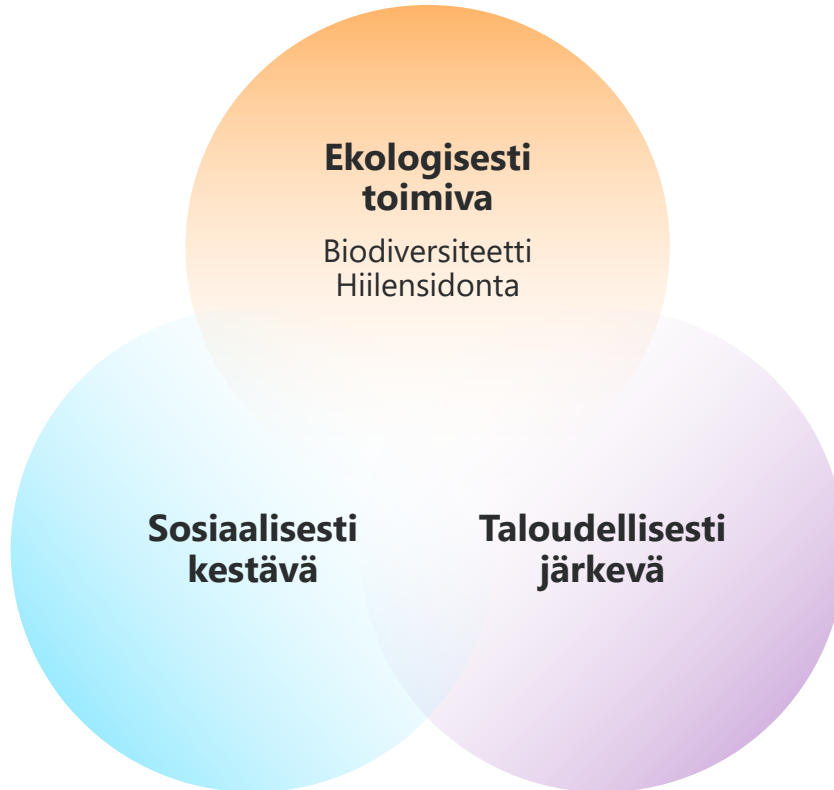 Ekologisesti
toimiva
Biodiversiteetti
Hiilensidonta
Sosiaalisesti
kestävä
Taloudellisesti
järkevä